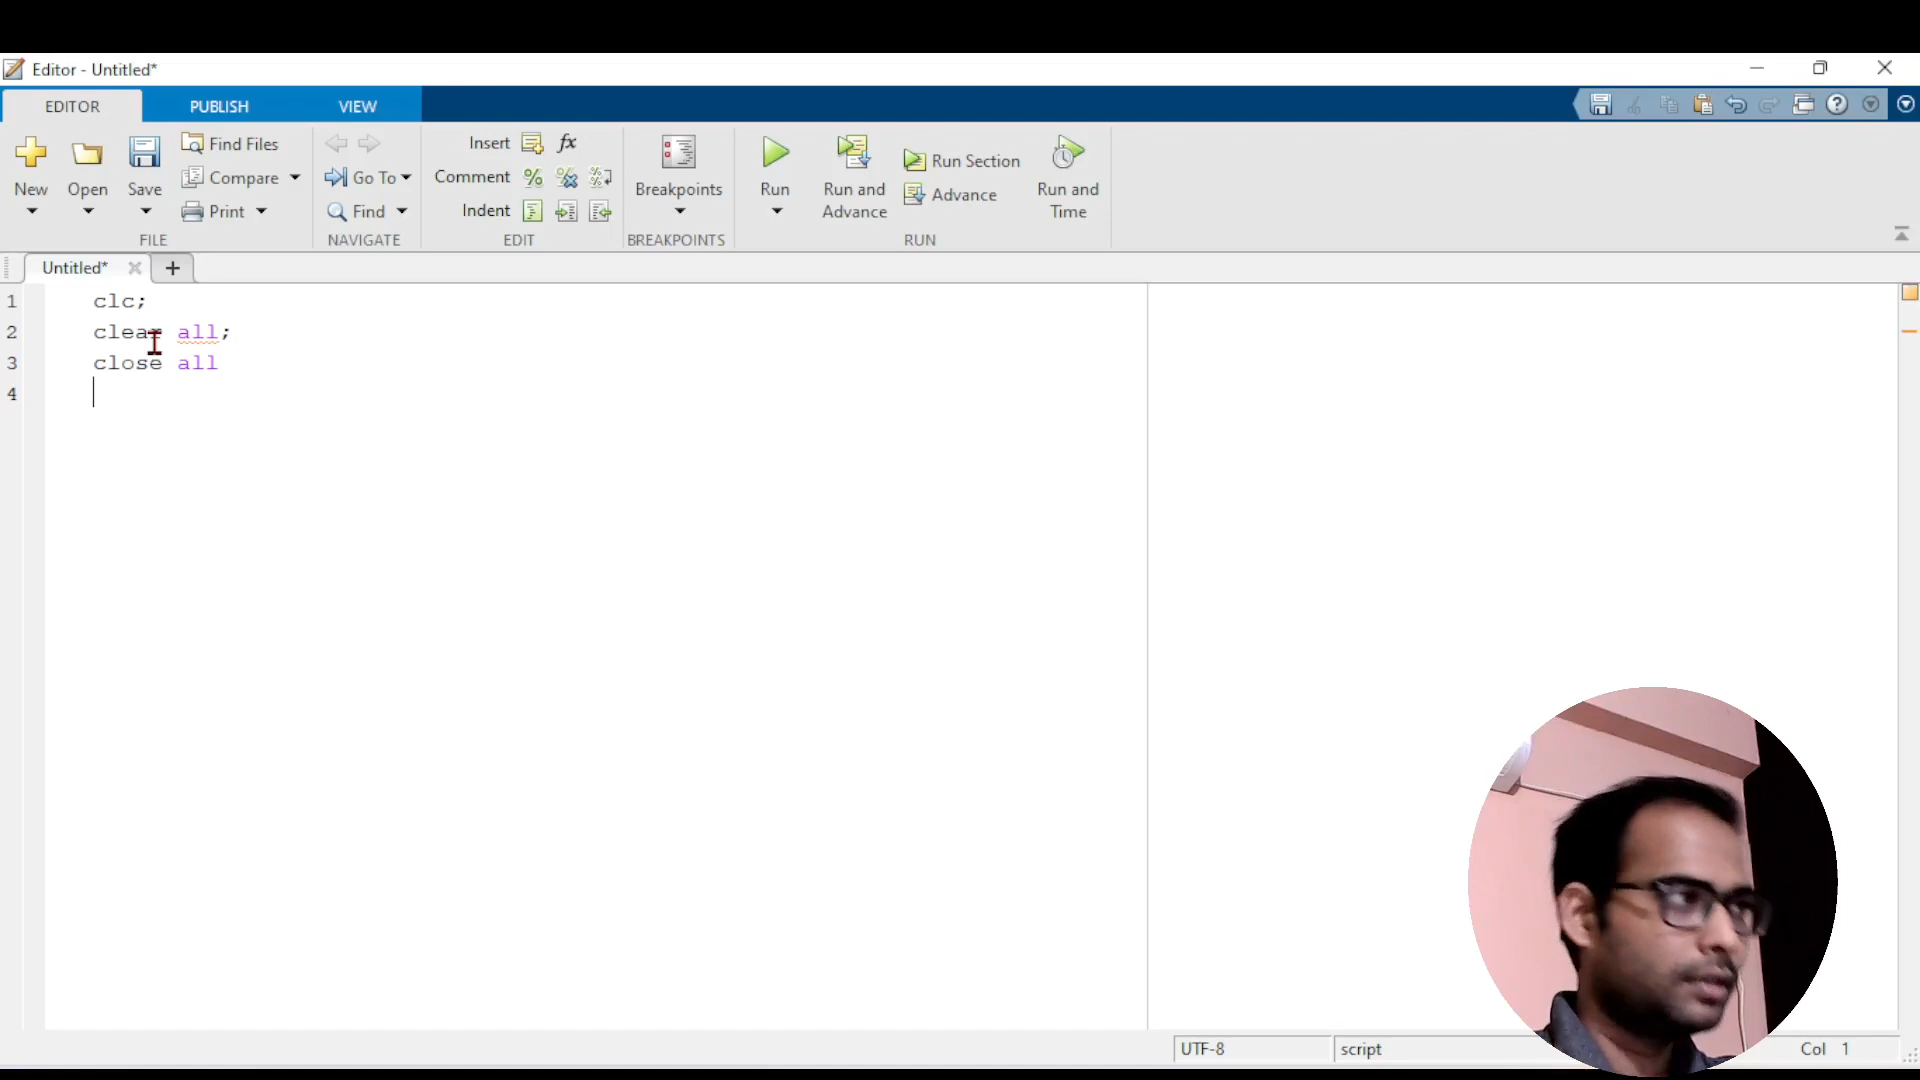 Editor - Untitled*
EDITOR PUBLISH VIEW
New Open Save Find Files Compare Print
Go To Find
Insert fx
Comment
Indent
Breakpoints
Run Run and Advance Run Section Advance Run and Time
FILE NAVIGATE EDIT BREAKPOINTS RUN
Untitled* +
1 clc;
2 clear all;
3 close all
4
UTF-8 script Col 1